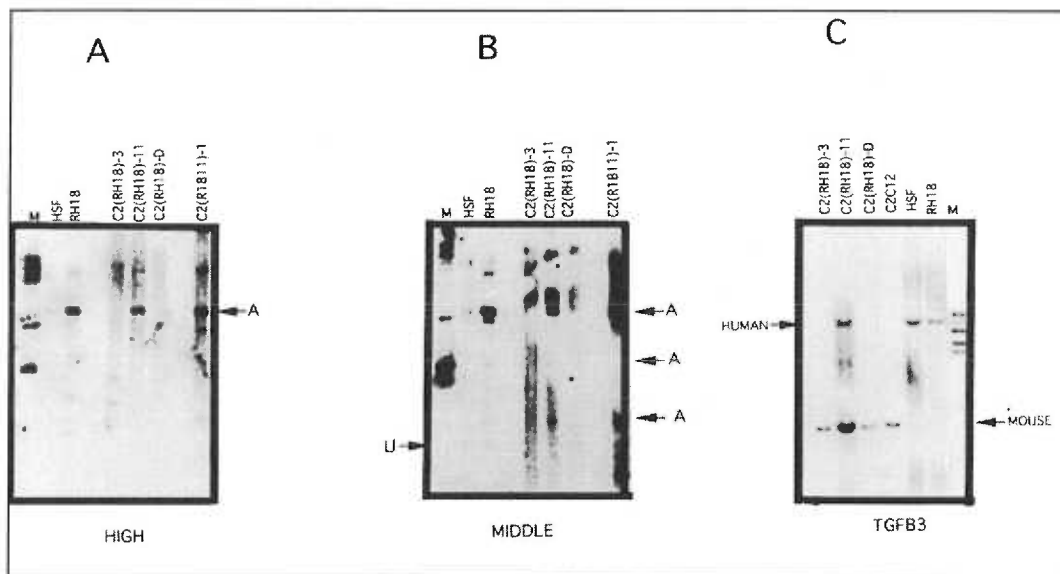 A
B
C
M
HSF
RH18
C2(RH18)-3
C2(RH18)-11
C2(RH18)-D
C2(R1811)-1
A
HIGH
M
HSF
RH18
C2(RH18)-3
C2(RH18)-11
C2(RH18)-D
C2(R1811)-1
A
A
A
U
MIDDLE
C2(RH18)-3
C2(RH18)-11
C2(RH18)-D
C2C12
HSF
RH18
M
HUMAN
MOUSE
TGFB3